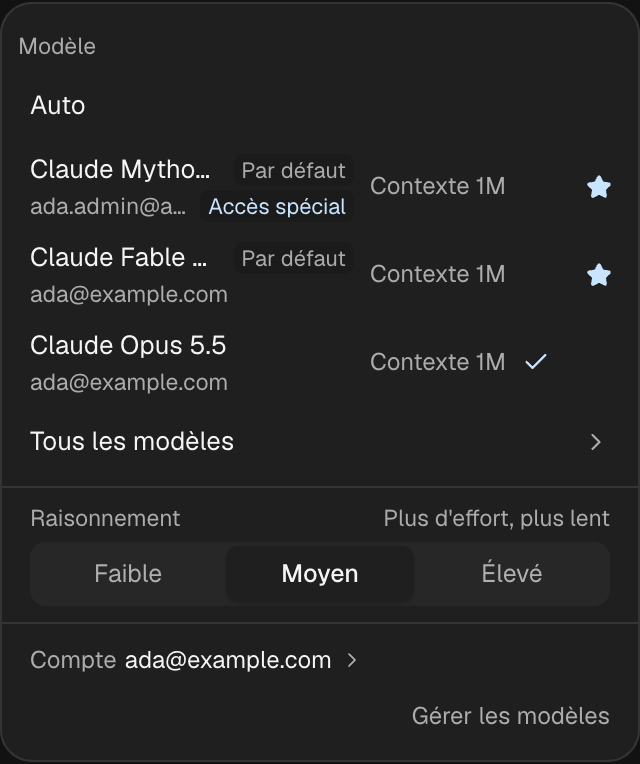 Modèle
Auto
Claude Mytho... Par défaut
ada.admin@a... Accès spécial
Contexte 1M
Claude Fable ... Par défaut
ada@example.com
Contexte 1M
Claude Opus 5.5
ada@example.com
Contexte 1M
Tous les modèles
Raisonnement Plus d'effort, plus lent
Faible Moyen Élevé
Compte ada@example.com
Gérer les modèles